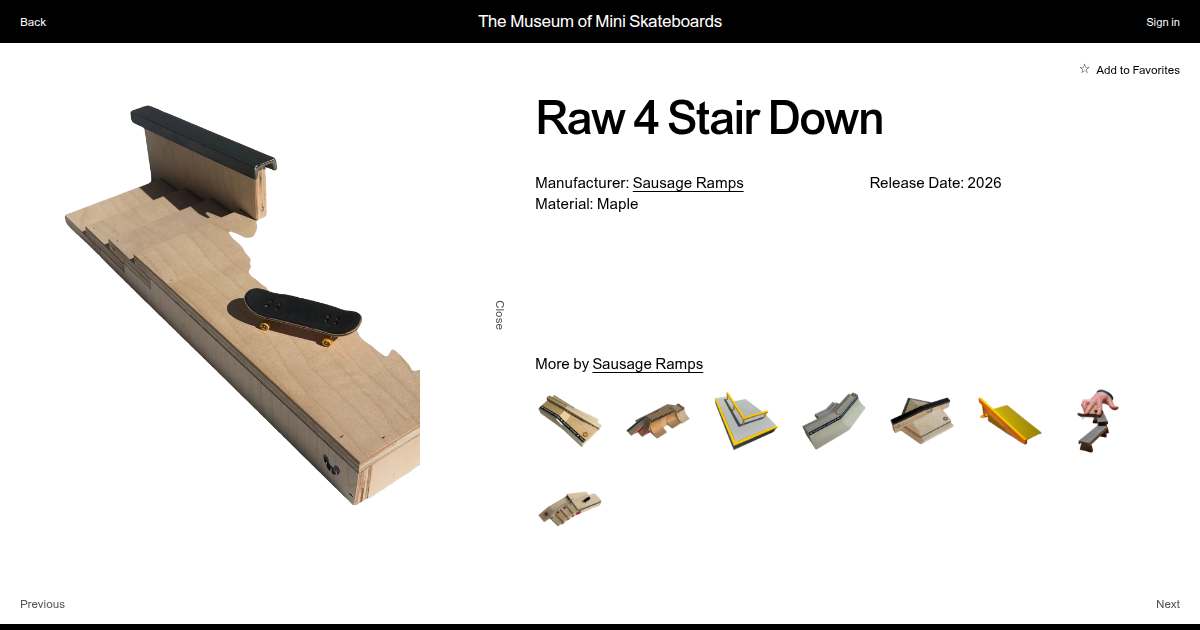 Back
The Museum of Mini Skateboards
Sign in
☆ Add to Favorites
Raw 4 Stair Down
Manufacturer: Sausage Ramps
Release Date: 2026
Material: Maple
Close
More by Sausage Ramps
Previous
Next